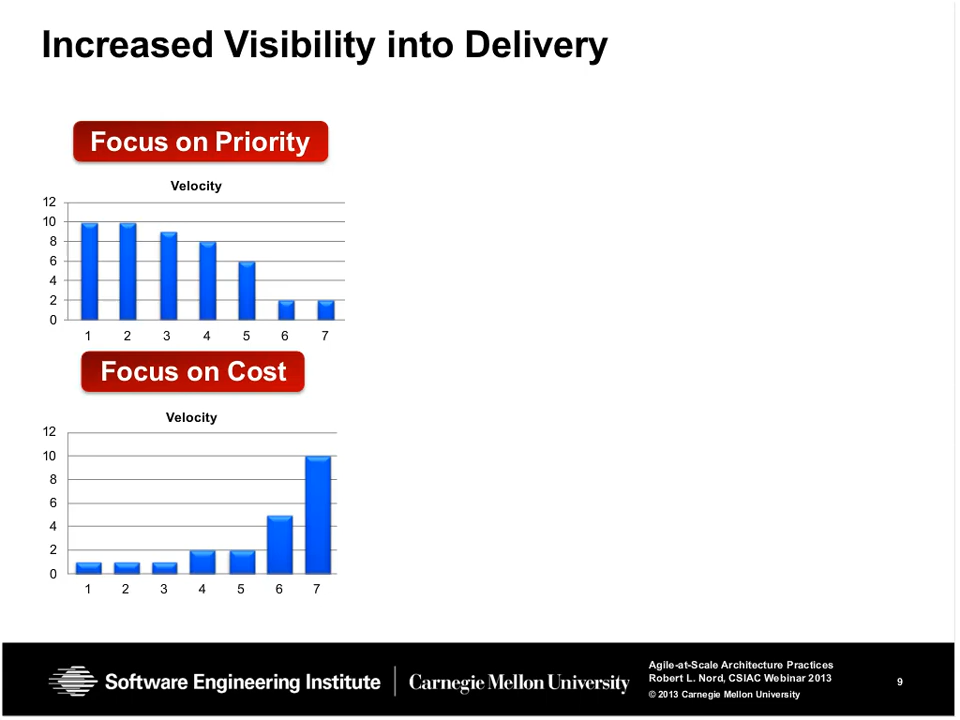 Increased Visibility into Delivery
Focus on Priority
Velocity
12
10
8
6
4
2
0
1 2 3 4 5 6 7
Focus on Cost
Velocity
12
10
8
6
4
2
0
1 2 3 4 5 6 7
Software Engineering Institute
Carnegie Mellon University
Agile-at-Scale Architecture Practices
Robert L. Nord, CSIAC Webinar 2013
© 2013 Carnegie Mellon University
9